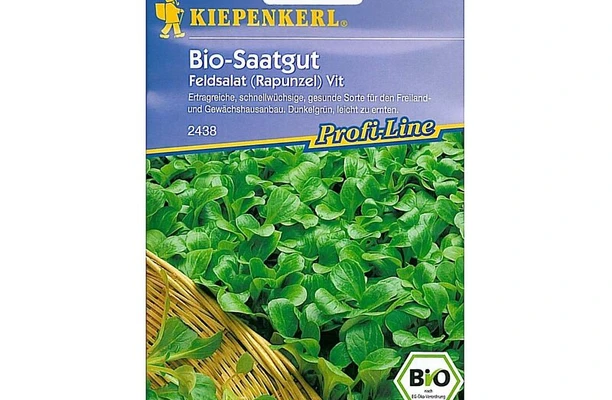 KIEPENKERL®
Bio-Saatgut
Feldsalat (Rapunzel) Vit
Ertragreiche, schnellwüchsige, gesunde Sorte für den Freiland-
und Gewächshausanbau. Dunkelgrün, leicht zu ernten.
2438
Profi-Line
BiO
nach
EG-Öko-Verordnung